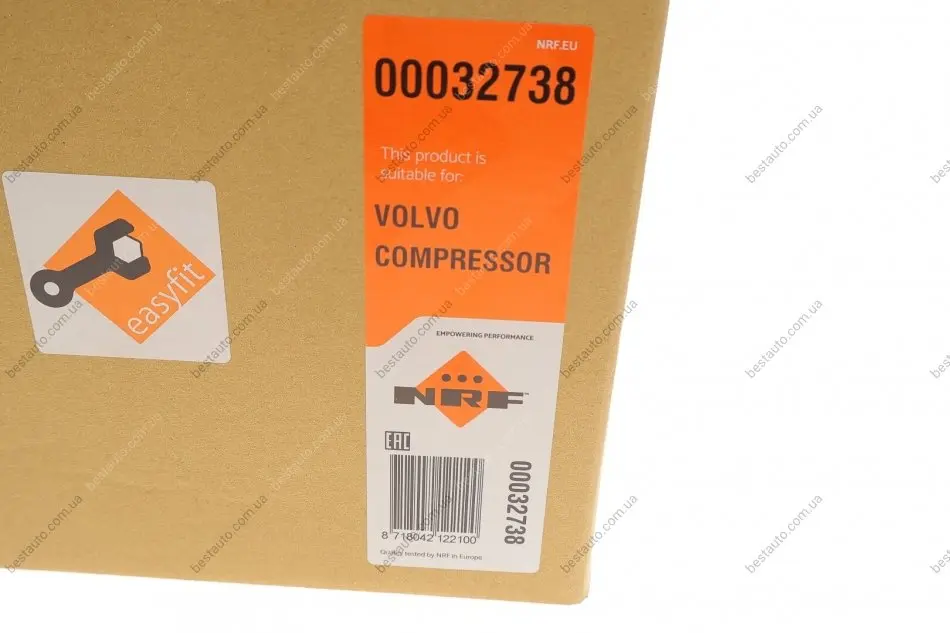 NRF.EU
00032738
This product is
suitable for:
VOLVO
COMPRESSOR
easyfit
EMPOWERING PERFORMANCE
NRF™
EAC
00032738
8 718042 122100
Quality tested by NRF in Europe
bestauto.com.ua